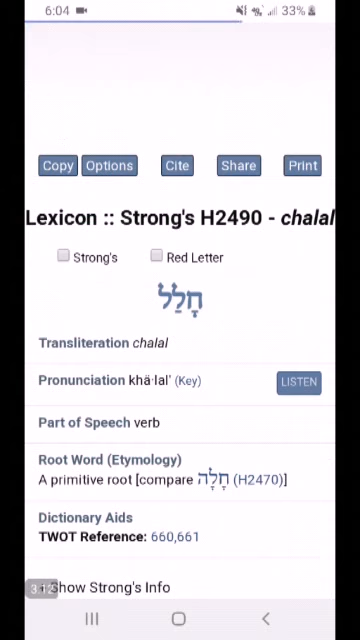 6:04 33%
Copy Options Cite Share Print
Lexicon :: Strong's H2490 - chalal
Strong's Red Letter
חָלַל
Transliteration chalal
Pronunciation khä·lal' (Key) LISTEN
Part of Speech verb
Root Word (Etymology)
A primitive root [compare חָלָה (H2470)]
Dictionary Aids
TWOT Reference: 660,661
Show Strong's Info